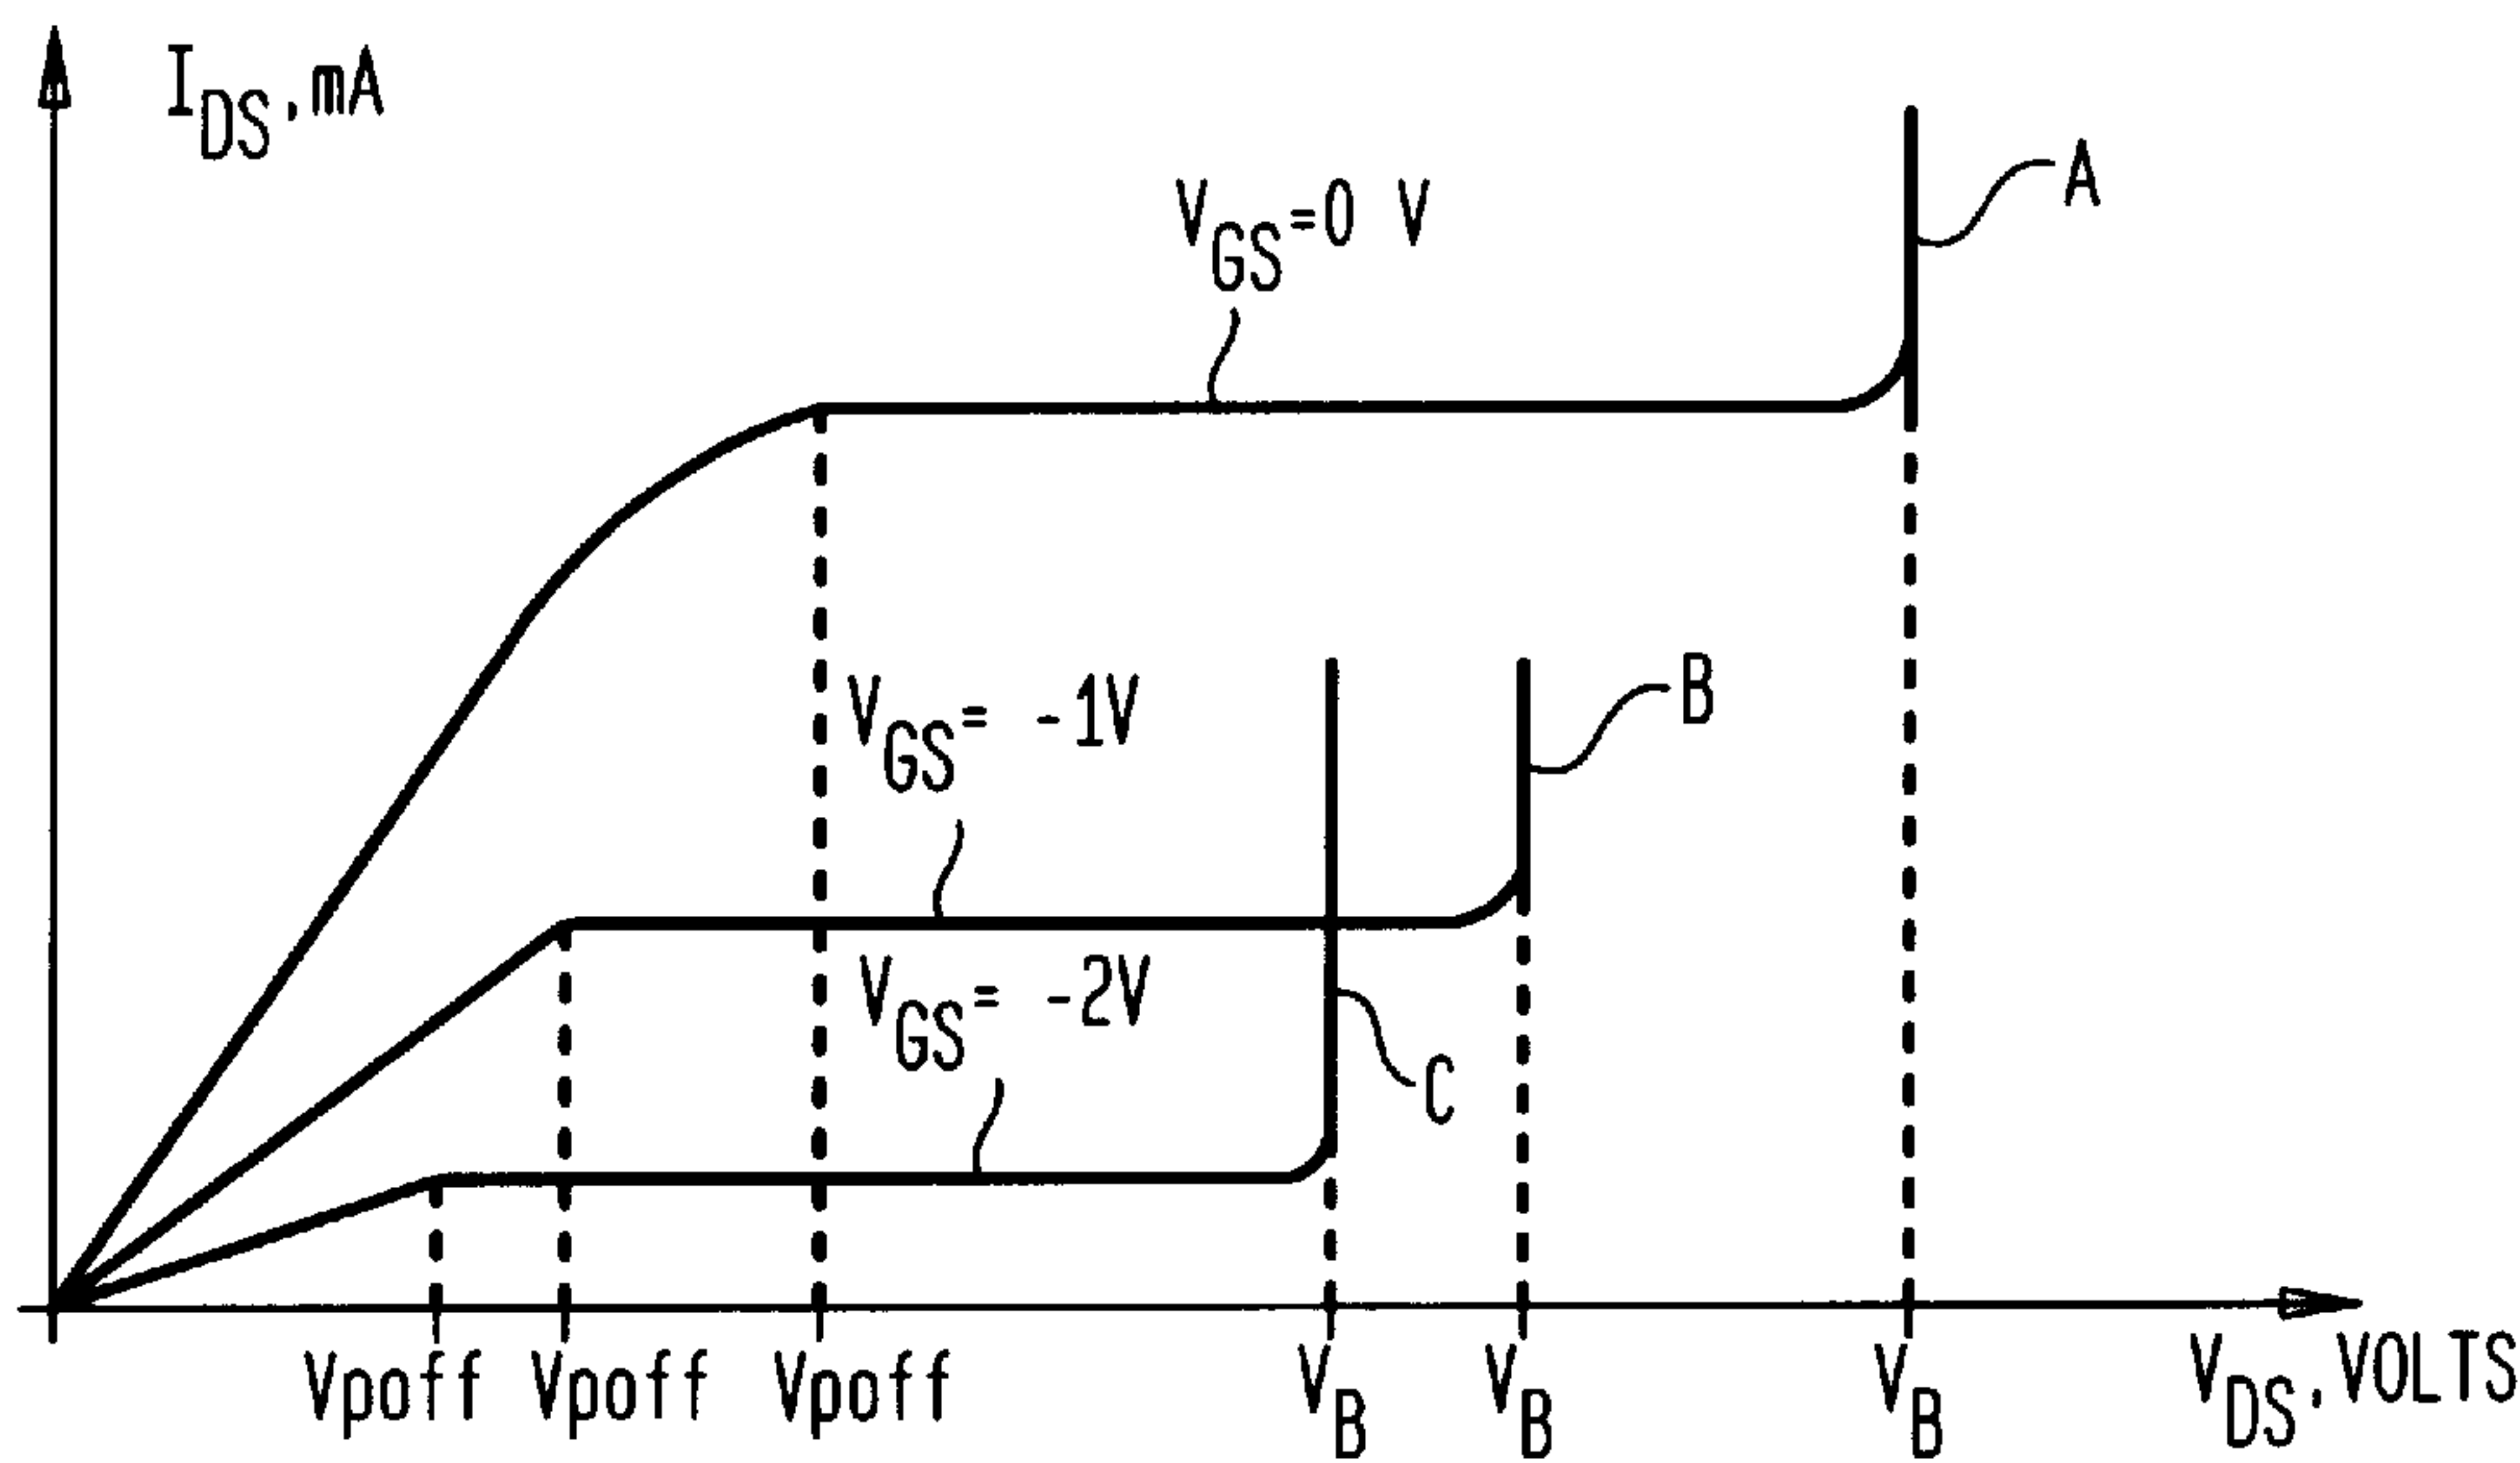 I_DS, mA
V_GS=0 V
A
V_GS= -1V
B
V_GS= -2V
C
Vpoff Vpoff Vpoff V_B V_B V_B V_DS, VOLTS